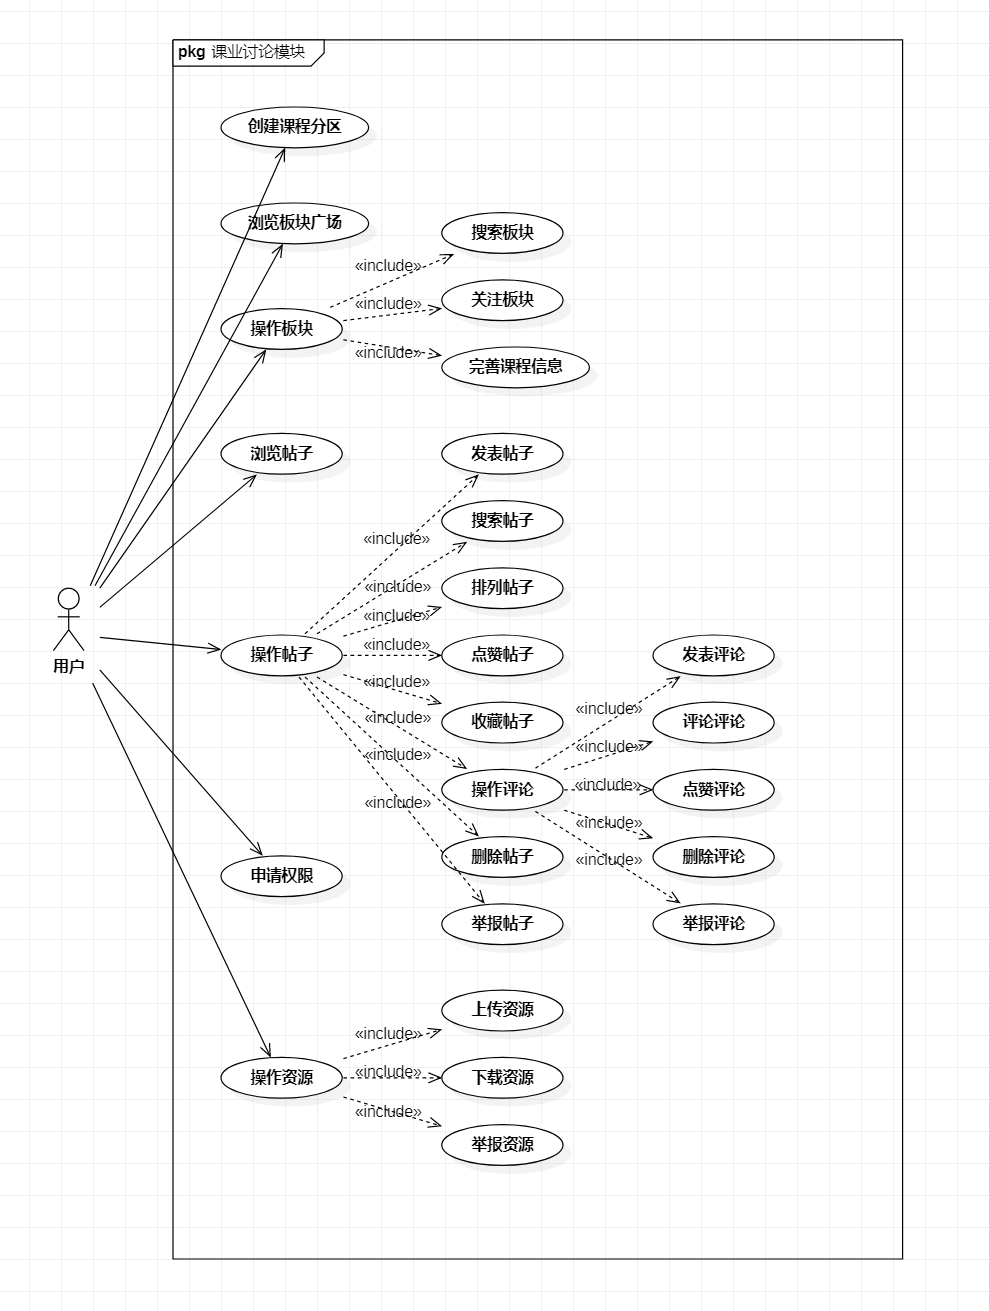 pkg 课业讨论模块
创建课程分区
浏览板块广场
操作板块
«include»
«include»
«include»
搜索板块
关注板块
完善课程信息
浏览帖子
用户
操作帖子
«include»
«include»
«include»
«include»
«include»
«include»
«include»
«include»
发表帖子
搜索帖子
排列帖子
点赞帖子
收藏帖子
操作评论
删除帖子
举报帖子
«include»
«include»
«include»
«include»
«include»
发表评论
评论评论
点赞评论
删除评论
举报评论
申请权限
操作资源
«include»
«include»
«include»
上传资源
下载资源
举报资源